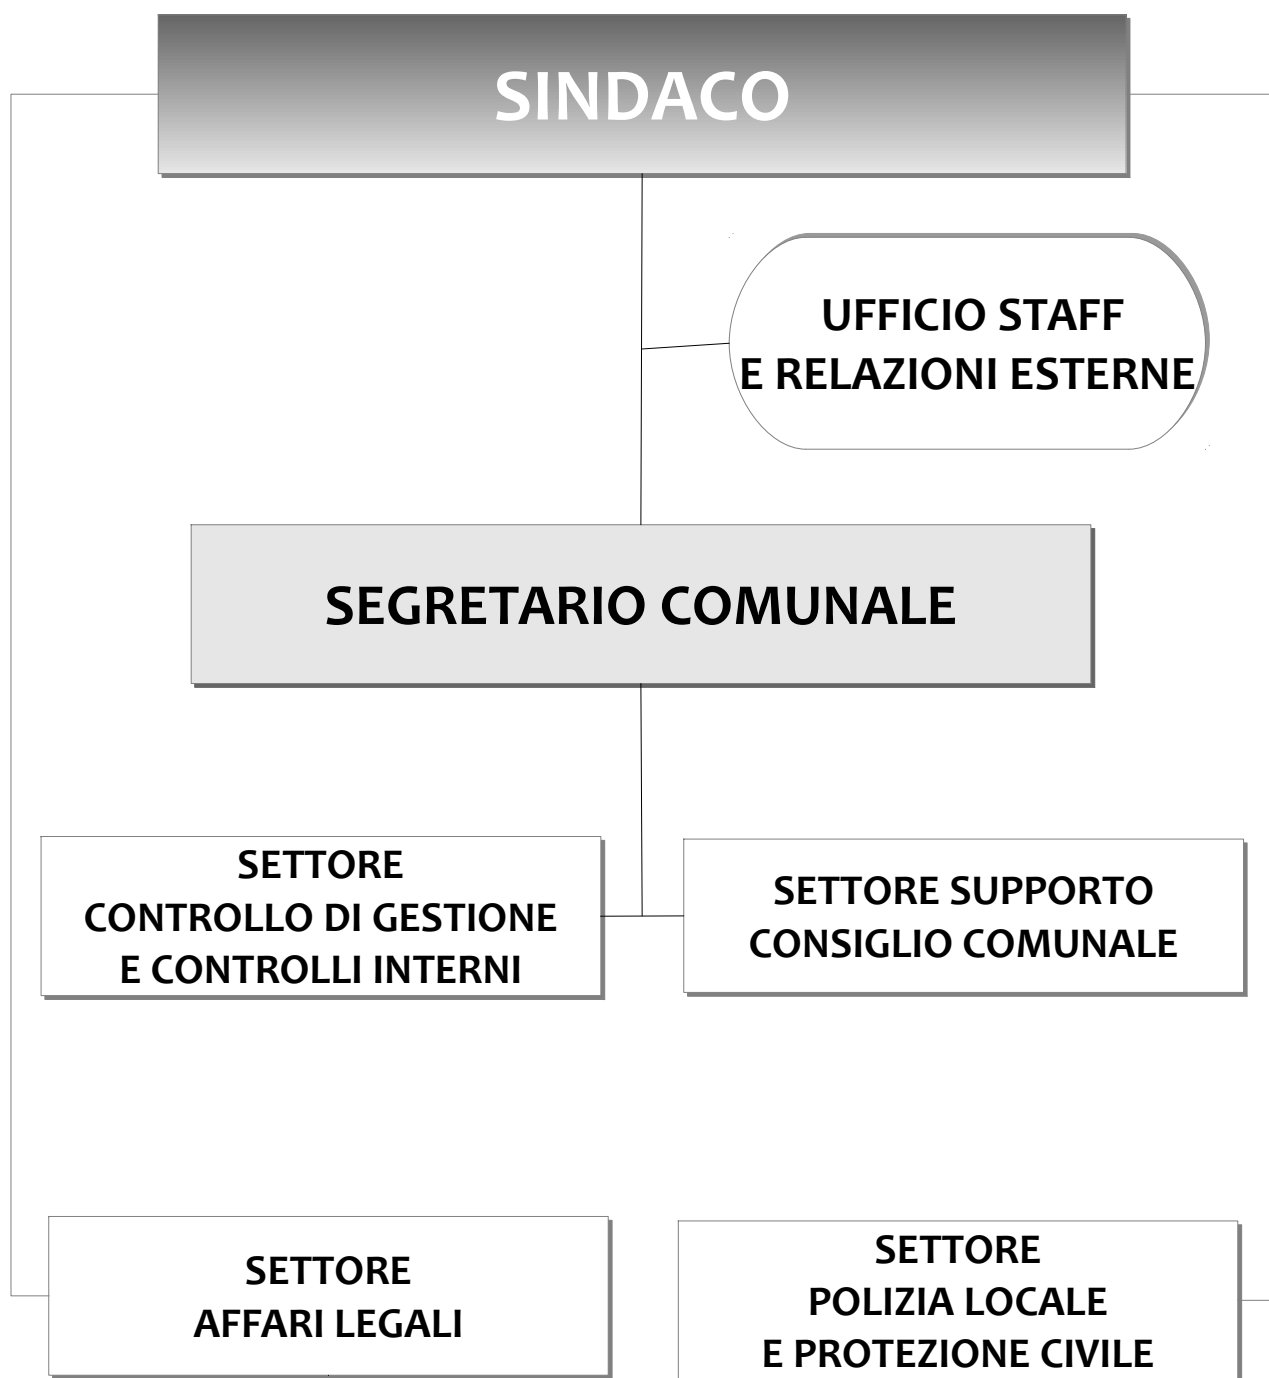 SINDACO
UFFICIO STAFF
E RELAZIONI ESTERNE
SEGRETARIO COMUNALE
SETTORE
CONTROLLO DI GESTIONE
E CONTROLLI INTERNI
SETTORE SUPPORTO
CONSIGLIO COMUNALE
SETTORE
AFFARI LEGALI
SETTORE
POLIZIA LOCALE
E PROTEZIONE CIVILE